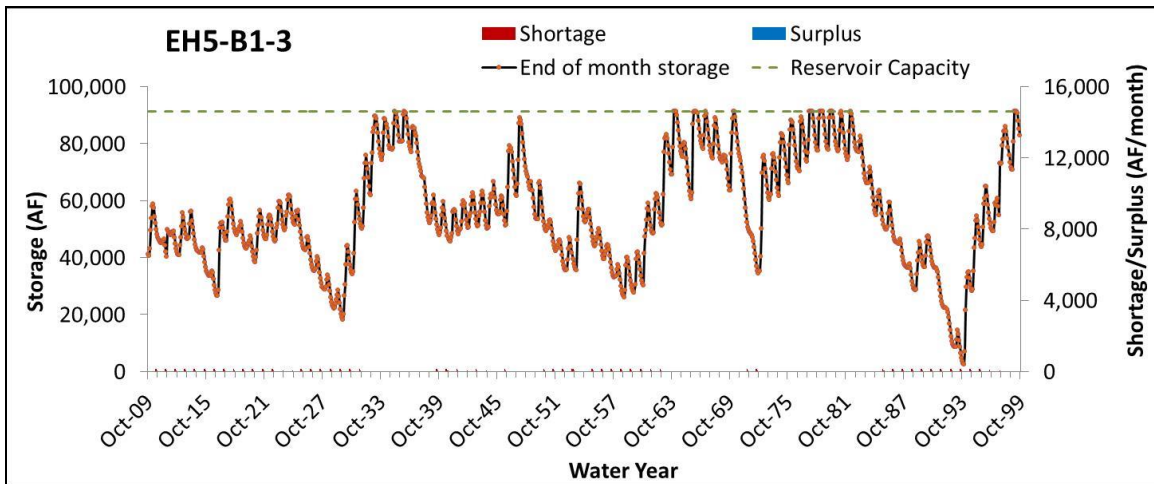 EH5-B1-3
Shortage
Surplus
End of month storage
Reservoir Capacity
Storage (AF)
100,000
80,000
60,000
40,000
20,000
0
16,000
12,000
8,000
4,000
0
Shortage/Surplus (AF/month)
Oct-09
Oct-15
Oct-21
Oct-27
Oct-33
Oct-39
Oct-45
Oct-51
Oct-57
Oct-63
Oct-69
Oct-75
Oct-81
Oct-87
Oct-93
Oct-99
Water Year